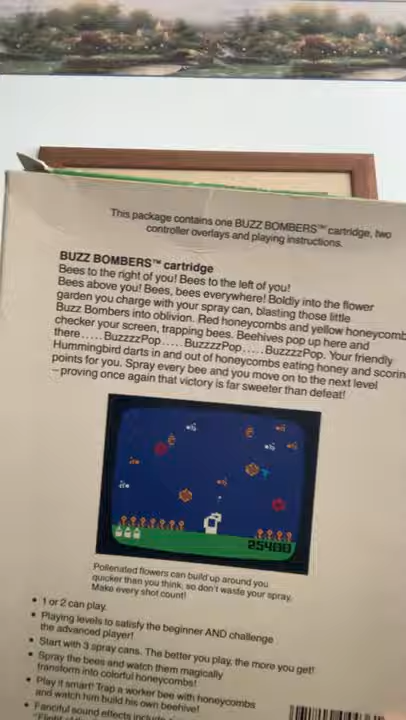 This package contains one BUZZ BOMBERS™ cartridge, two
controller overlays and playing instructions.
BUZZ BOMBERS™ cartridge
Bees to the right of you! Bees to the left of you!
Bees above you! Bees, bees everywhere! Boldly into the flower
garden you charge with your spray can, blasting those little
Buzz Bombers into oblivion. Red honeycombs and yellow honeycomb
checker your screen, trapping bees. Beehives pop up here and
there.....BuzzzzPop.....BuzzzzPop.....BuzzzzPop. Your friendly
Hummingbird darts in and out of honeycombs eating honey and scorin
points for you. Spray every bee and you move on to the next level
–proving once again that victory is far sweeter than defeat!
25400
Pollenated flowers can build up around you
quicker than you think, so don't waste your spray.
Make every shot count!
• 1 or 2 can play.
• Playing levels to satisfy the beginner AND challenge
the advanced player!
• Start with 3 spray cans. The better you play, the more you get!
• Spray the bees and watch them magically
transform into colorful honeycombs!
• Play it smart! Trap a worker bee with honeycombs
and watch him build his own beehive!
• Fanciful sound effects include
"Flight of the